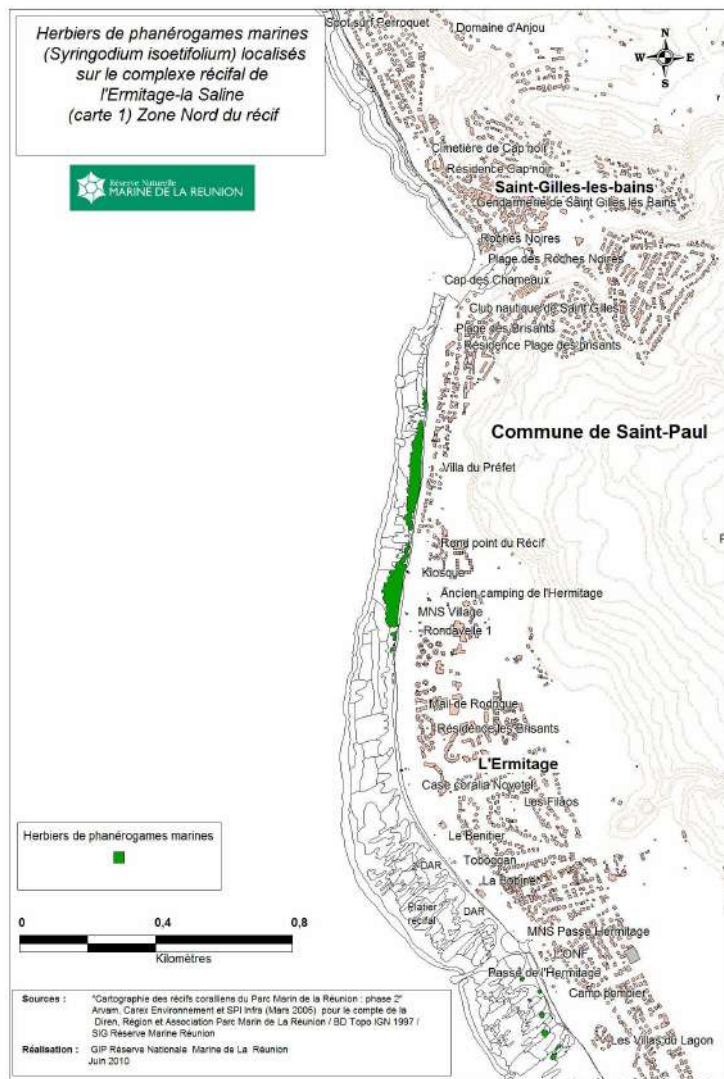 Herbiers de phanérogames marines
(Syringodium isoetifolium) localisés
sur le complexe récifal de
l'Ermitage-la Saline
(carte 1) Zone Nord du récif
Réserve Naturelle
MARINE DE LA REUNION
Spot surf Perroquet
Domaine d'Anjou
N
W E
S
Cimetière de Cap noir
Résidence Cap noir
Saint-Gilles-les-bains
Gendarmerie de Saint Gilles les Bains
Roches Noires
Plage des Roches Noires
Cap des Chameaux
Club nautique de Saint Gilles
Plage des Brisants
Résidence Plage des brisants
Commune de Saint-Paul
Villa du Préfet
Rond point du Récif
Kiosque
Ancien camping de l'Hermitage
MNS Village
Rondavelle 1
Mail de Rodrigue
Résidence les Brisants
L'Ermitage
Case coralia Novotel
Les Filaos
Le Benitier
Toboggan
DAR
La Bobine
Platier
récifal
DAR
MNS Passe Hermitage
L'ONF
Passe de l'Hermitage
Camp pompier
Les Villas du Lagon
Herbiers de phanérogames marines
0 0,4 0,8
Kilomètres
Sources : "Cartographie des récifs coralliens du Parc Marin de la Réunion : phase 2"
Arvam, Carex Environnement et SPI Infra (Mars 2005) pour le compte de la
Diren, Région et Association Parc Marin de La Réunion / BD Topo IGN 1997 /
SIG Réserve Marine Réunion
Réalisation : GIP Réserve Nationale Marine de La Réunion
Juin 2010